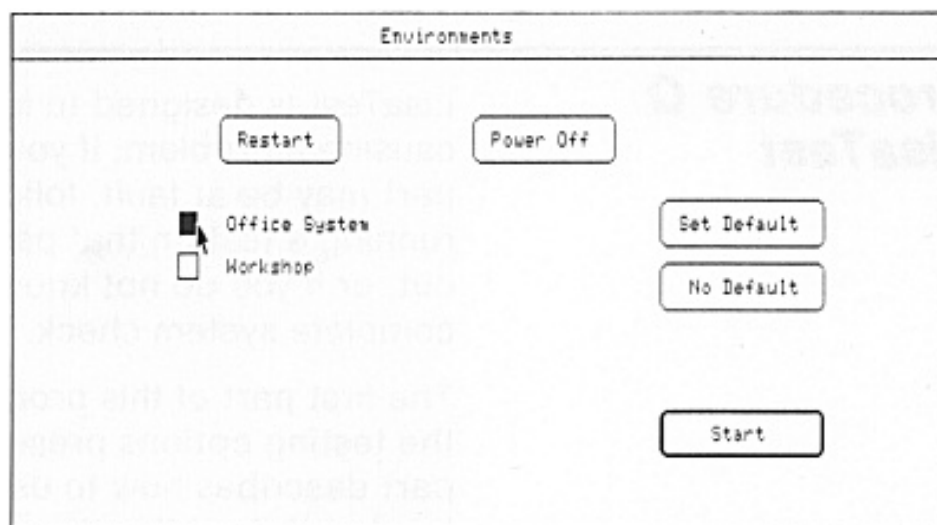 Environments
Restart
Power Off
Office System
Set Default
Workshop
No Default
Start